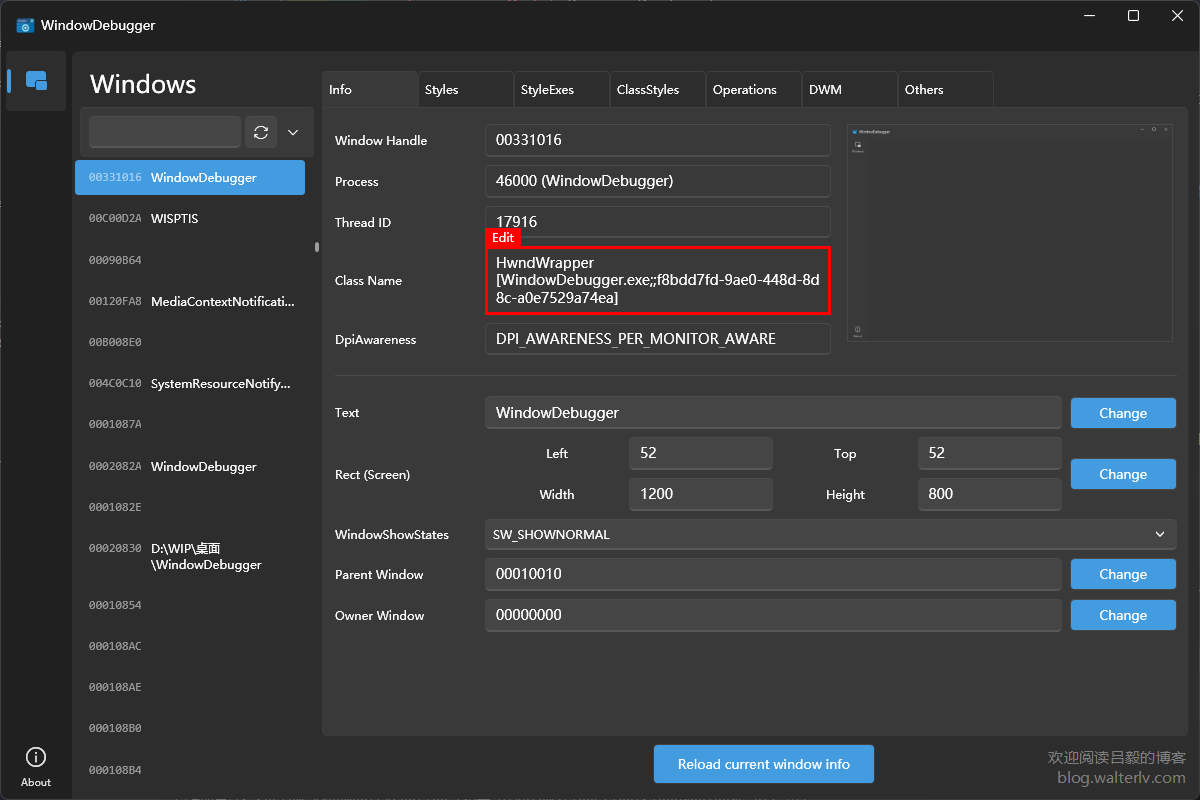 WindowDebugger
Windows
00331016 WindowDebugger
00C00D2A WISPTIS
00090B64
00120FA8 MediaContextNotificati...
00B008E0
004C0C10 SystemResourceNotify...
0001087A
0002082A WindowDebugger
0001082E
00020830 D:\WIP\桌面
\WindowDebugger
00010854
000108AC
000108AE
000108B0
000108B4
About
Info Styles StyleExes ClassStyles Operations DWM Others
Window Handle 00331016
Process 46000 (WindowDebugger)
Thread ID 17916
Edit
Class Name HwndWrapper
[WindowDebugger.exe;;f8bdd7fd-9ae0-448d-8d
8c-a0e7529a74ea]
DpiAwareness DPI_AWARENESS_PER_MONITOR_AWARE
WindowDebugger
Text WindowDebugger Change
Rect (Screen) Left 52 Top 52 Change
Width 1200 Height 800
WindowShowStates SW_SHOWNORMAL
Parent Window 00010010 Change
Owner Window 00000000 Change
Reload current window info
欢迎阅读吕毅的博客
blog.walterlv.com